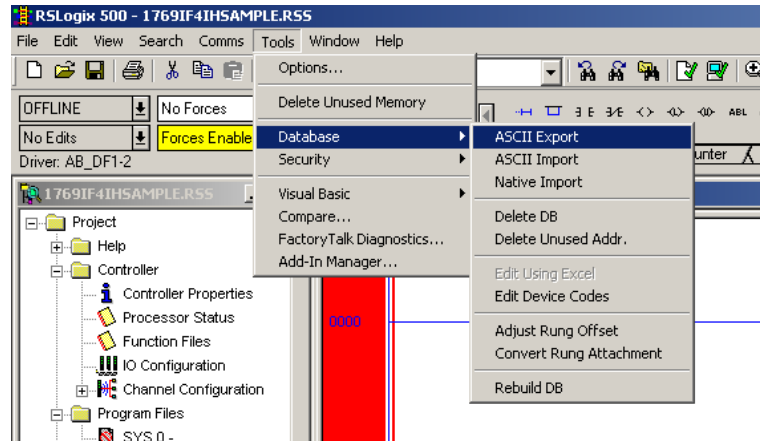 RSLogix 500 - 1769IF4IHSAMPLE.RSS
File Edit View Search Comms Tools Window Help
OFFLINE No Forces
No Edits Forces Enable
Driver: AB_DF1-2
ABL
unter
Options...
Delete Unused Memory
Database
Security
Visual Basic
Compare...
FactoryTalk Diagnostics...
Add-In Manager...
ASCII Export
ASCII Import
Native Import
Delete DB
Delete Unused Addr.
Edit Using Excel
Edit Device Codes
Adjust Rung Offset
Convert Rung Attachment
Rebuild DB
1769IF4IHSAMPLE.RSS
Project
Help
Controller
Controller Properties
Processor Status
Function Files
IO Configuration
Channel Configuration
Program Files
SYS 0 -
0000